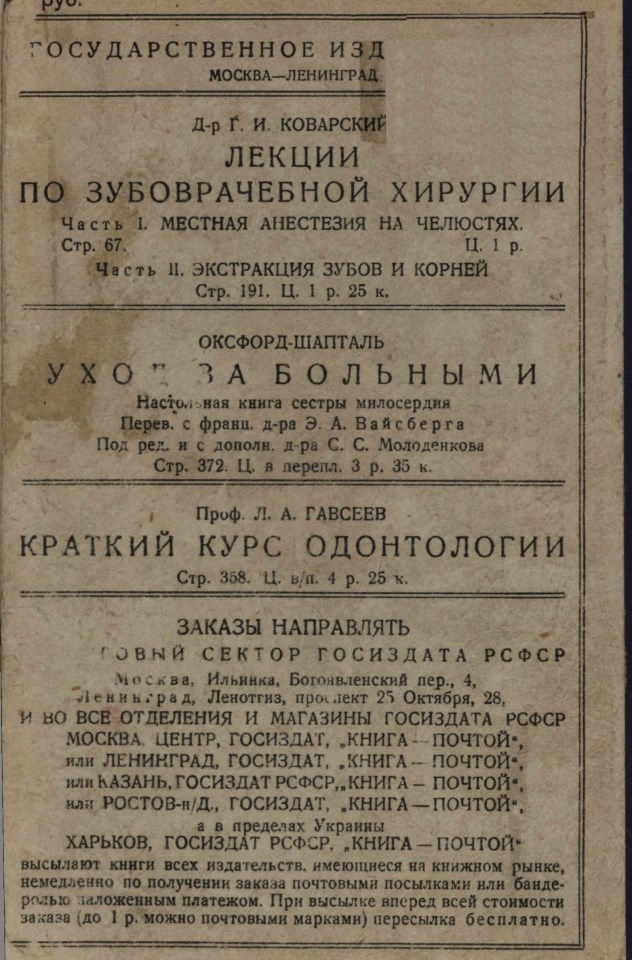 руб.
ГОСУДАРСТВЕННОЕ ИЗД
МОСКВА—ЛЕНИНГРАД
Д-р Г. И. КОВАРСКИЙ
ЛЕКЦИИ
ПО ЗУБОВРАЧЕБНОЙ ХИРУРГИИ
Часть I. МЕСТНАЯ АНЕСТЕЗИЯ НА ЧЕЛЮСТЯХ.
Стр. 67. Ц. 1 р.
Часть II. ЭКСТРАКЦИЯ ЗУБОВ И КОРНЕЙ
Стр. 191. Ц. 1 р. 25 к.
ОКСФОРД-ШАПТАЛЬ
УХОД ЗА БОЛЬНЫМИ
Настольная книга сестры милосердия
Перев. с франц. д-ра Э. А. Вайсберга
Под ред. и с дополн. д-ра С. С. Молоденкова
Стр. 372. Ц. в перепл. 3 р. 35 к.
Проф. Л. А. ГАВСЕЕВ
КРАТКИЙ КУРС ОДОНТОЛОГИИ
Стр. 358. Ц. в/п. 4 р. 25 к.
ЗАКАЗЫ НАПРАВЛЯТЬ
СЕКТОР ГОСИЗДАТА РСФСР
Москва, Ильинка, Богоявленский пер., 4,
Ленинград, Ленотгиз, проспект 25 Октября, 28,
И ВО ВСЕ ОТДЕЛЕНИЯ И МАГАЗИНЫ ГОСИЗДАТА РСФСР
МОСКВА, ЦЕНТР, ГОСИЗДАТ, „КНИГА—ПОЧТОЙ“,
или ЛЕНИНГРАД, ГОСИЗДАТ, „КНИГА—ПОЧТОЙ“,
или КАЗАНЬ, ГОСИЗДАТ РСФСР, „КНИГА—ПОЧТОЙ“,
или РОСТОВ-н/Д., ГОСИЗДАТ, „КНИГА—ПОЧТОЙ“,
а в пределах Украины
ХАРЬКОВ, ГОСИЗДАТ РСФСР, „КНИГА—ПОЧТОЙ“
высылают книги всех издательств, имеющиеся на книжном рынке,
немедленно по получении заказа почтовыми посылками или банде-
ролью наложенным платежом. При высылке вперед всей стоимости
заказа (до 1 р. можно почтовыми марками) пересылка бесплатно.